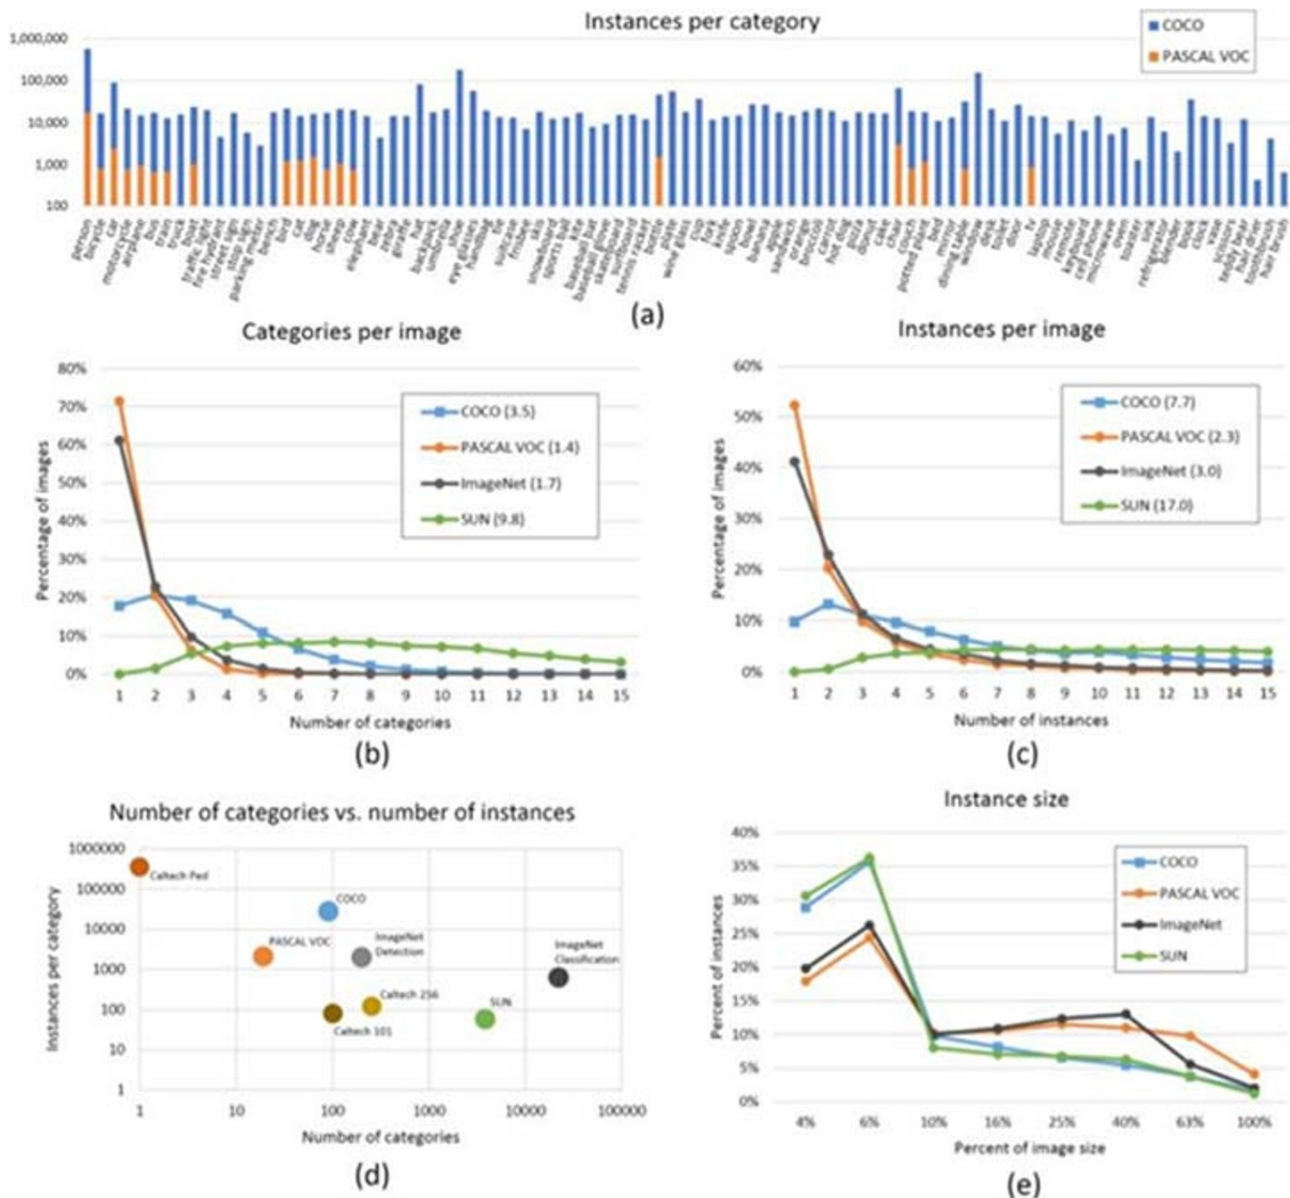 Instances per category
COCO
PASCAL VOC
1,000,000
100,000
10,000
1,000
100
person
bicycle
car
motorcycle
airplane
bus
train
truck
boat
traffic light
fire hydrant
street sign
stop sign
parking meter
bench
bird
cat
dog
horse
sheep
cow
elephant
bear
zebra
giraffe
hat
backpack
umbrella
shoe
eye glasses
handbag
tie
suitcase
frisbee
skis
snowboard
sports ball
kite
baseball bat
baseball glove
skateboard
surfboard
tennis racket
bottle
plate
wine glass
cup
fork
knife
spoon
bowl
banana
apple
sandwich
orange
broccoli
carrot
hot dog
pizza
donut
cake
chair
couch
potted plant
bed
mirror
dining table
window
desk
toilet
door
tv
laptop
mouse
remote
keyboard
cell phone
microwave
oven
toaster
sink
refrigerator
blender
book
clock
vase
scissors
teddy bear
hair drier
toothbrush
hair brush
(a)
Categories per image
80%
70%
60%
50%
40%
30%
20%
10%
0%
Percentage of images
COCO (3.5)
PASCAL VOC (1.4)
ImageNet (1.7)
SUN (9.8)
1 2 3 4 5 6 7 8 9 10 11 12 13 14 15
Number of categories
(b)
Instances per image
60%
50%
40%
30%
20%
10%
0%
Percentage of images
COCO (7.7)
PASCAL VOC (2.3)
ImageNet (3.0)
SUN (17.0)
1 2 3 4 5 6 7 8 9 10 11 12 13 14 15
Number of instances
(c)
Number of categories vs. number of instances
1000000
100000
10000
1000
100
10
1
Instances per category
Caltech Ped
COCO
PASCAL VOC
ImageNet
Detection
ImageNet
Classification
Caltech 256
Caltech 101
SUN
1 10 100 1000 10000 100000
Number of categories
(d)
Instance size
40%
35%
30%
25%
20%
15%
10%
5%
0%
Percent of instances
COCO
PASCAL VOC
ImageNet
SUN
4% 6% 10% 16% 25% 40% 63% 100%
Percent of image size
(e)